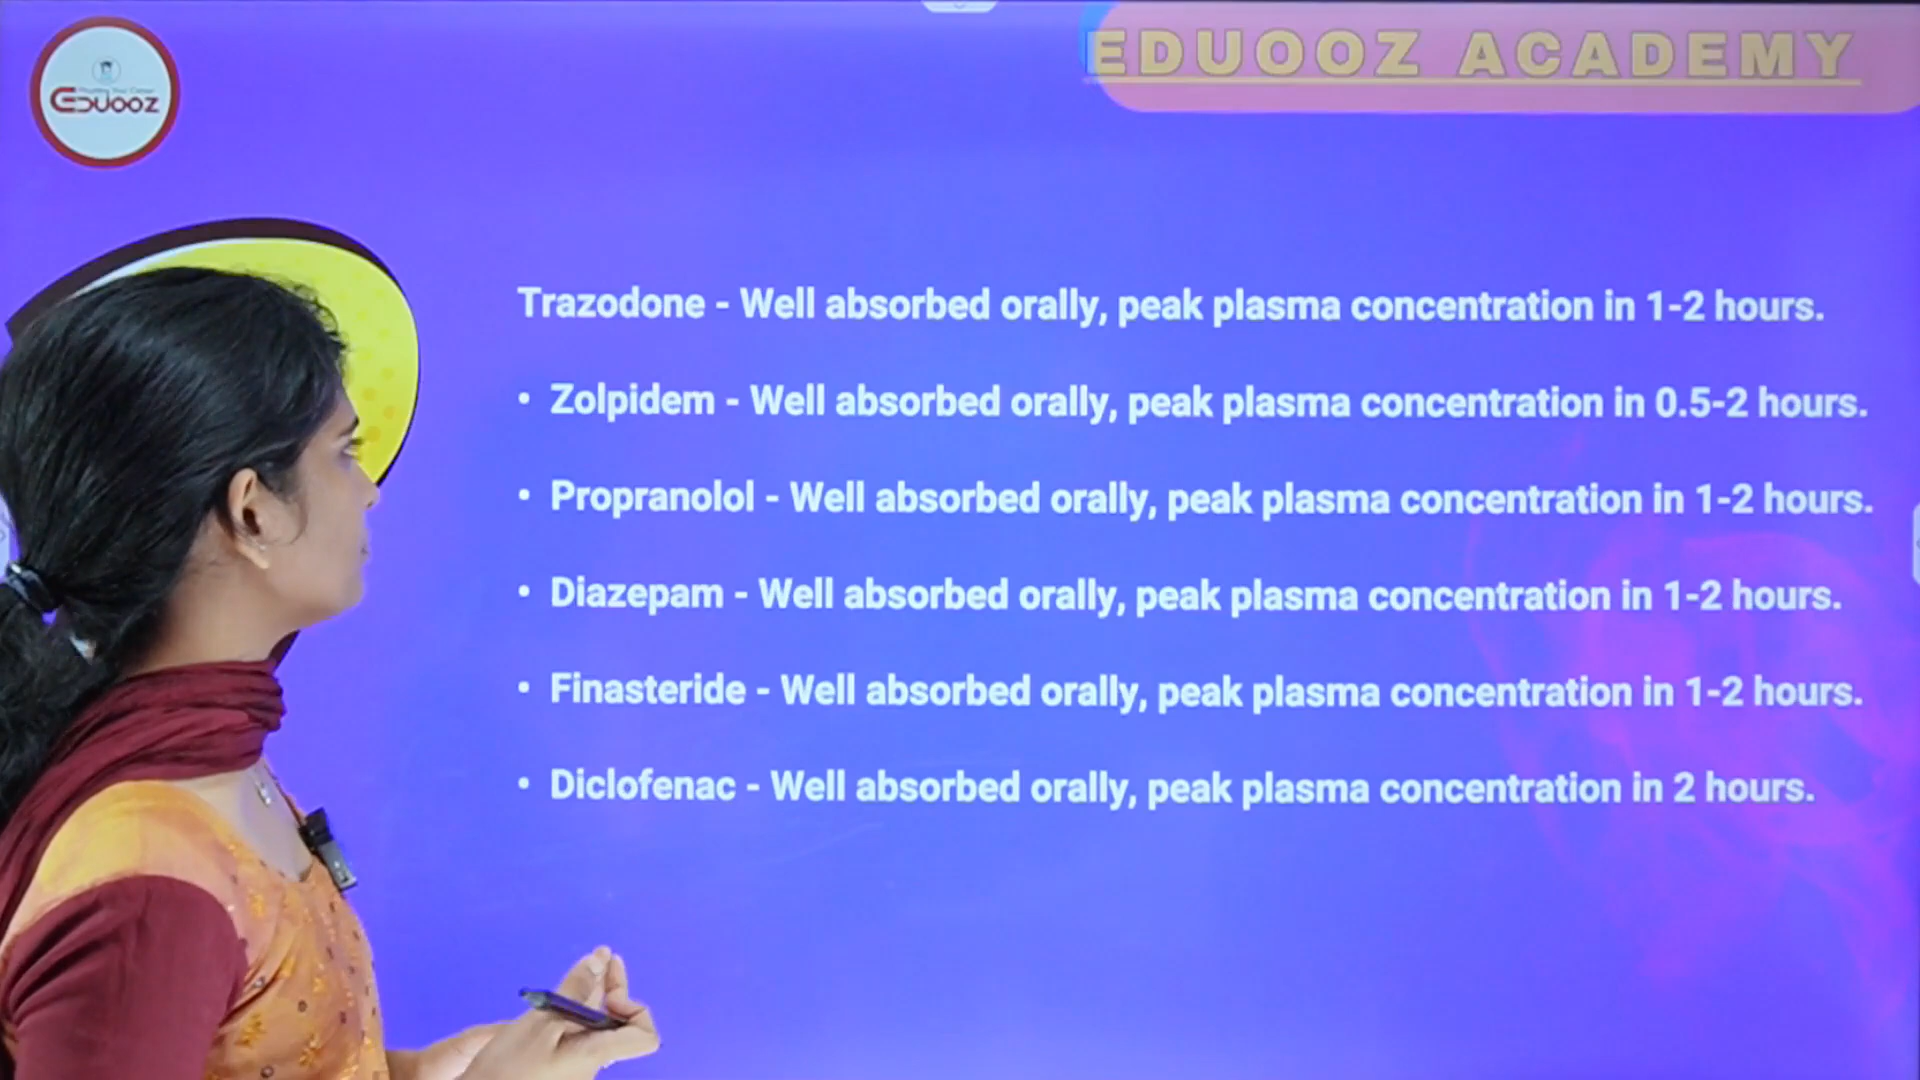 EDUOOZ ACADEMY
EDUOOZ
Trazodone - Well absorbed orally, peak plasma concentration in 1-2 hours.
• Zolpidem - Well absorbed orally, peak plasma concentration in 0.5-2 hours.
• Propranolol - Well absorbed orally, peak plasma concentration in 1-2 hours.
• Diazepam - Well absorbed orally, peak plasma concentration in 1-2 hours.
• Finasteride - Well absorbed orally, peak plasma concentration in 1-2 hours.
• Diclofenac - Well absorbed orally, peak plasma concentration in 2 hours.